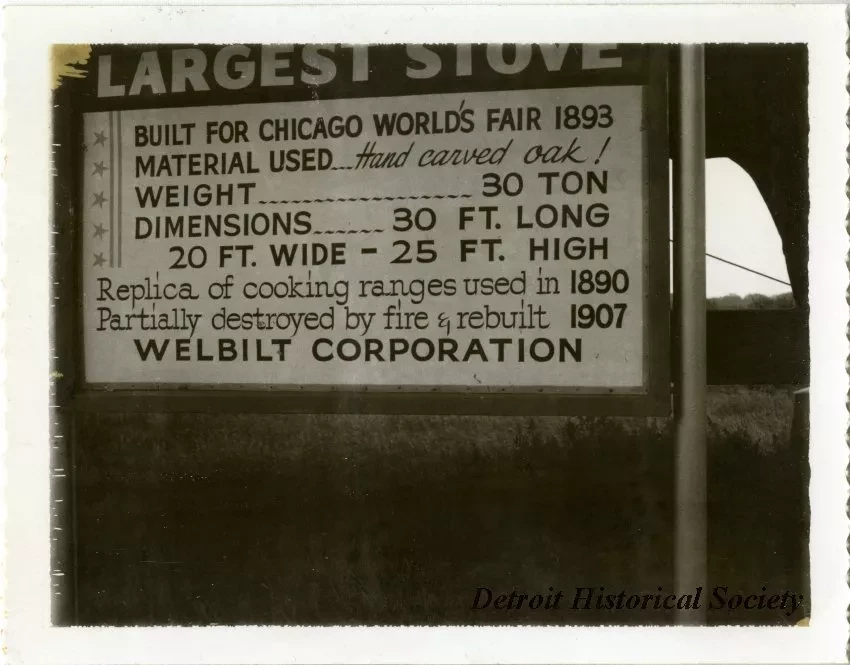 LARGEST STOVE
BUILT FOR CHICAGO WORLD'S FAIR 1893
MATERIAL USED....Hand carved oak!
WEIGHT.................... 30 TON
DIMENSIONS...... 30 FT. LONG
20 FT. WIDE - 25 FT. HIGH
Replica of cooking ranges used in 1890
Partially destroyed by fire & rebuilt 1907
WELBILT CORPORATION
Detroit Historical Society